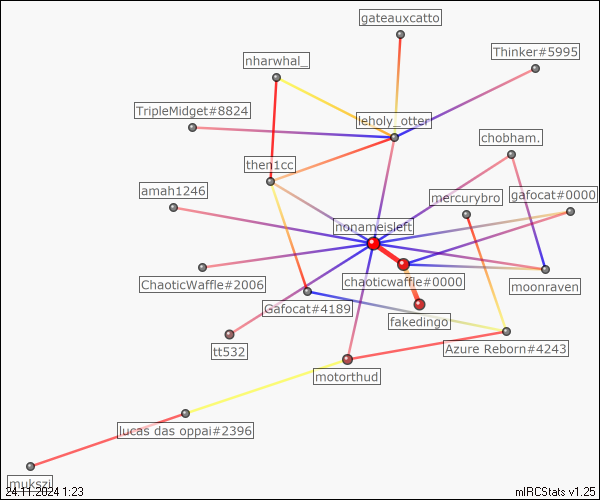 gateauxcatto
Thinker#5995
nharwhal_
TripleMidget#8824
leholy_otter
chobham.
then1cc
amah1246
mercurybro
gafocat#0000
nonameisleft
ChaoticWaffle#2006
chaoticwaffle#0000
moonraven
Gafocat#4189
fakedingo
tt532
Azure Reborn#4243
motorthud
lucas das oppai#2396
mukszi
24.11.2024 1:23
mIRCStats v1.25